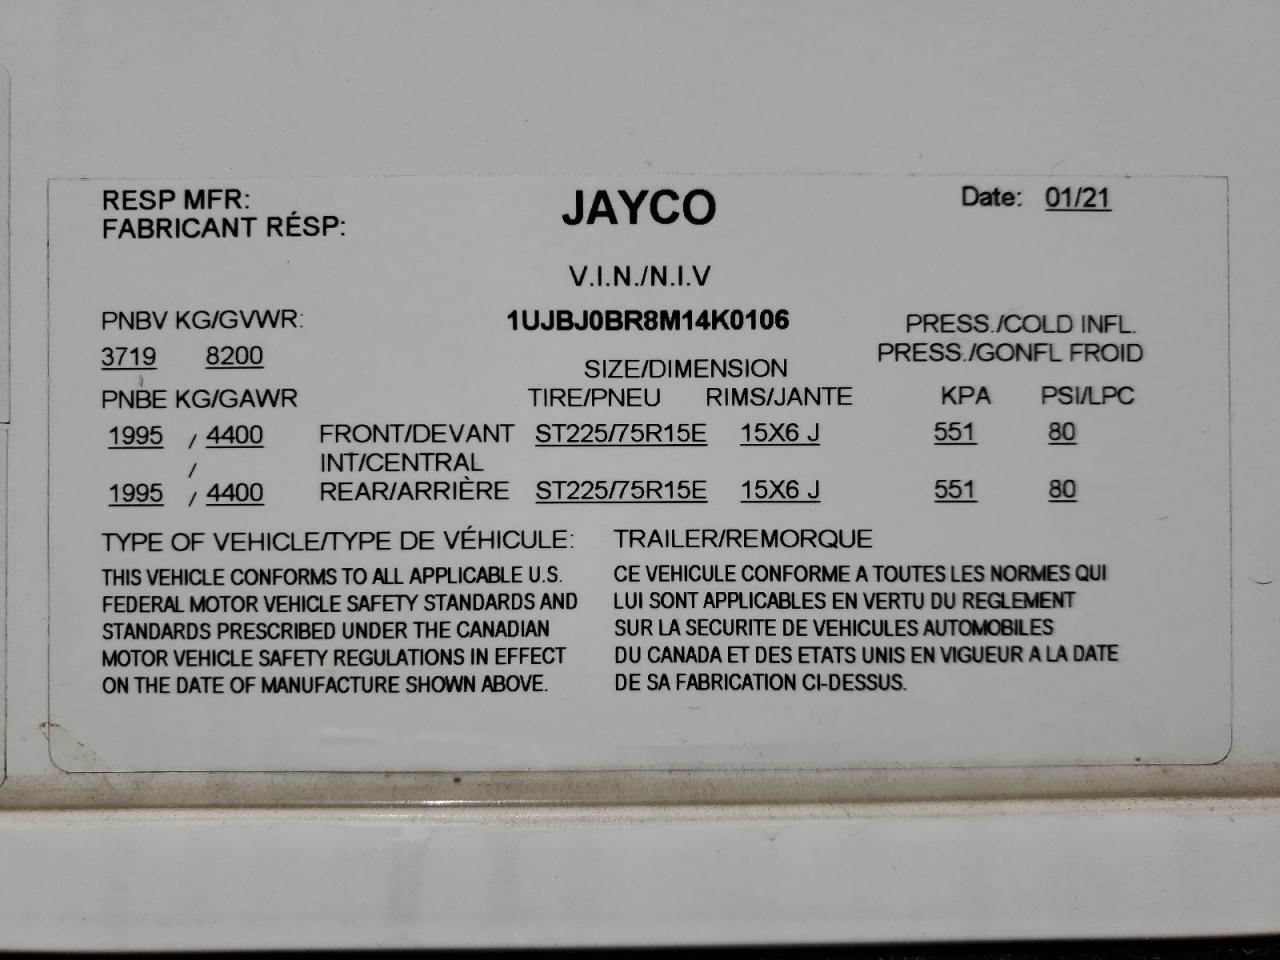 RESP MFR:
FABRICANT RÉSP:
JAYCO
Date: 01/21
V.I.N./N.I.V
1UJBJ0BR8M14K0106
PNBV KG/GVWR:
3719 8200
PRESS./COLD INFL.
PRESS./GONFL FROID
SIZE/DIMENSION
PNBE KG/GAWR TIRE/PNEU RIMS/JANTE KPA PSI/LPC
1995 / 4400 FRONT/DEVANT ST225/75R15E 15X6 J 551 80
/ INT/CENTRAL
1995 / 4400 REAR/ARRIÈRE ST225/75R15E 15X6 J 551 80
TYPE OF VEHICLE/TYPE DE VÉHICULE: TRAILER/REMORQUE
THIS VEHICLE CONFORMS TO ALL APPLICABLE U.S.
FEDERAL MOTOR VEHICLE SAFETY STANDARDS AND
STANDARDS PRESCRIBED UNDER THE CANADIAN
MOTOR VEHICLE SAFETY REGULATIONS IN EFFECT
ON THE DATE OF MANUFACTURE SHOWN ABOVE.
CE VEHICULE CONFORME A TOUTES LES NORMES QUI
LUI SONT APPLICABLES EN VERTU DU REGLEMENT
SUR LA SECURITE DE VEHICULES AUTOMOBILES
DU CANADA ET DES ETATS UNIS EN VIGUEUR A LA DATE
DE SA FABRICATION CI-DESSUS.